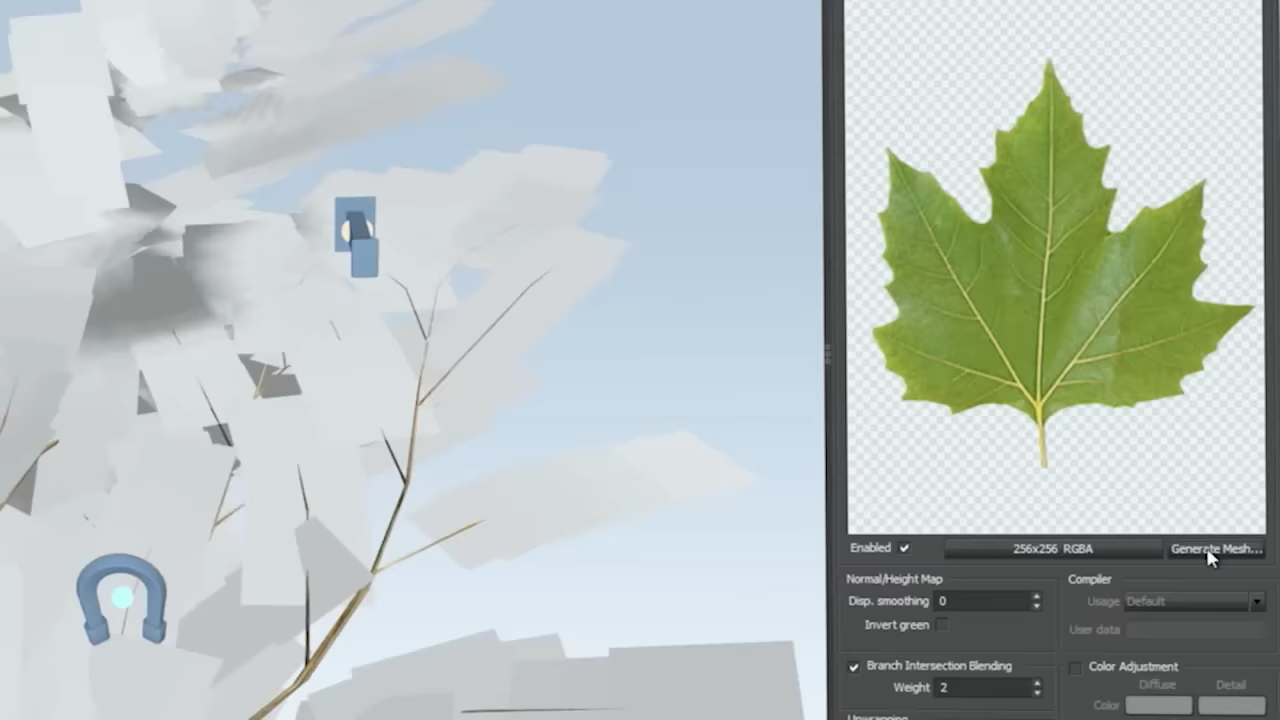 Enabled 256x256 RGBA Generate Mesh...
Normal/Height Map Compiler
Disp. smoothing 0 Usage Default
Invert green User data
Branch Intersection Blending Color Adjustment
Weight 2 Diffuse Detail
Color
Unwrapping